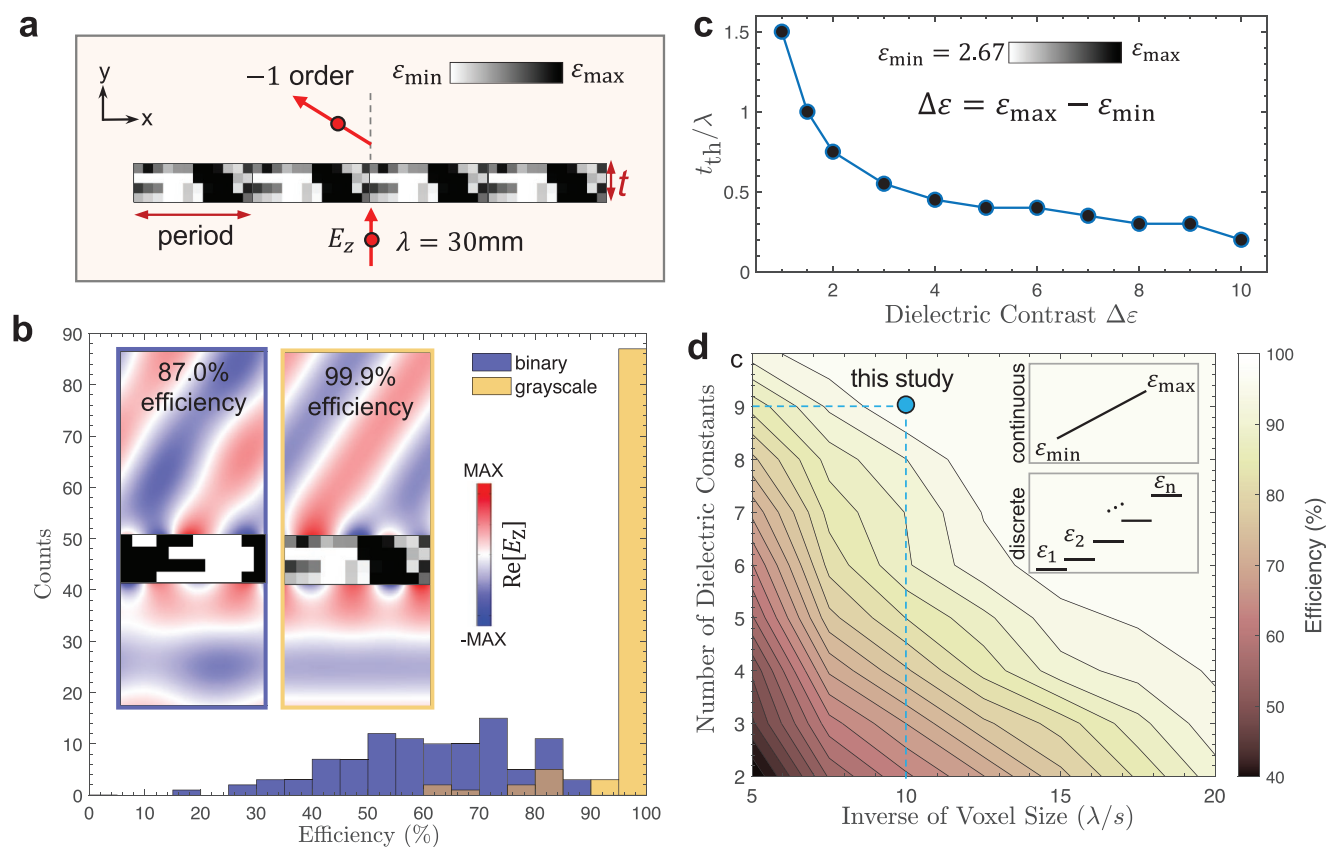 a
y
x
−1 order
ε_min
ε_max
t
period
E_z
λ = 30mm
c
1.5
1
0.5
0
t_th/λ
ε_min = 2.67
ε_max
Δε = ε_max − ε_min
2
4
6
8
10
Dielectric Contrast Δε
b
90
80
70
60
50
40
30
20
10
0
Counts
87.0%
efficiency
99.9%
efficiency
binary
grayscale
MAX
Re[E_z]
-MAX
0
10
20
30
40
50
60
70
80
90
100
Efficiency (%)
d
c
9
8
7
6
5
4
3
2
Number of Dielectric Constants
this study
continuous
ε_max
ε_min
discrete
ε_1
ε_2
ε_n
5
10
15
20
Inverse of Voxel Size (λ/s)
100
90
80
70
60
50
40
Efficiency (%)